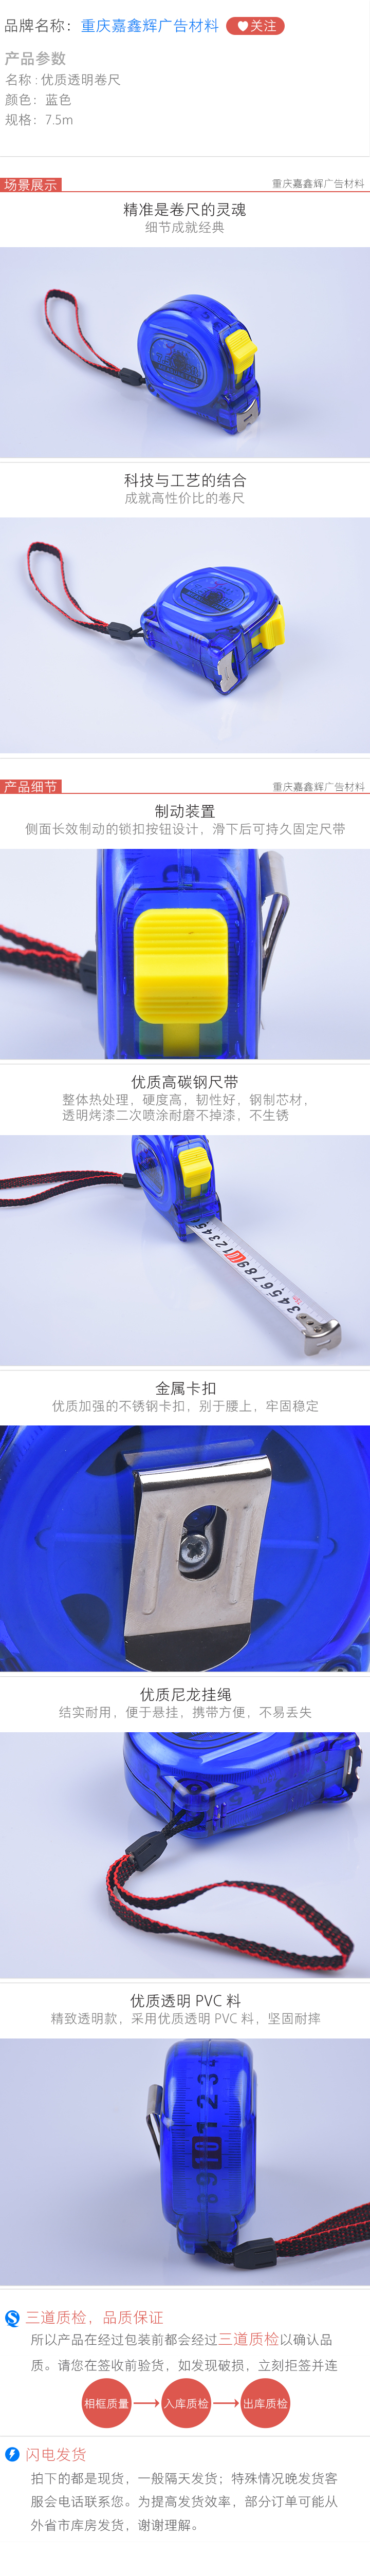 品牌名称：重庆嘉鑫辉广告材料 关注
产品参数
名称：优质透明卷尺
颜色：蓝色
规格：7.5m
场景展示 重庆嘉鑫辉广告材料
精准是卷尺的灵魂
细节成就经典
科技与工艺的结合
成就高性价比的卷尺
产品细节 重庆嘉鑫辉广告材料
制动装置
侧面长效制动的锁扣按钮设计，滑下后可持久固定尺带
优质高碳钢尺带
整体热处理，硬度高，韧性好，钢制芯材，
透明烤漆二次喷涂耐磨不掉漆，不生锈
金属卡扣
优质加强的不锈钢卡扣，别于腰上，牢固稳定
优质尼龙挂绳
结实耐用，便于悬挂，携带方便，不易丢失
优质透明 PVC 料
精致透明款，采用优质透明 PVC 料，坚固耐摔
三道质检，品质保证
所以产品在经过包装前都会经过三道质检以确认品
质。请您在签收前验货，如发现破损，立刻拒签并连
相框质量 入库质检 出库质检
闪电发货
拍下的都是现货，一般隔天发货；特殊情况晚发货客
服会电话联系您。为提高发货效率，部分订单可能从
外省市库房发货，谢谢理解。